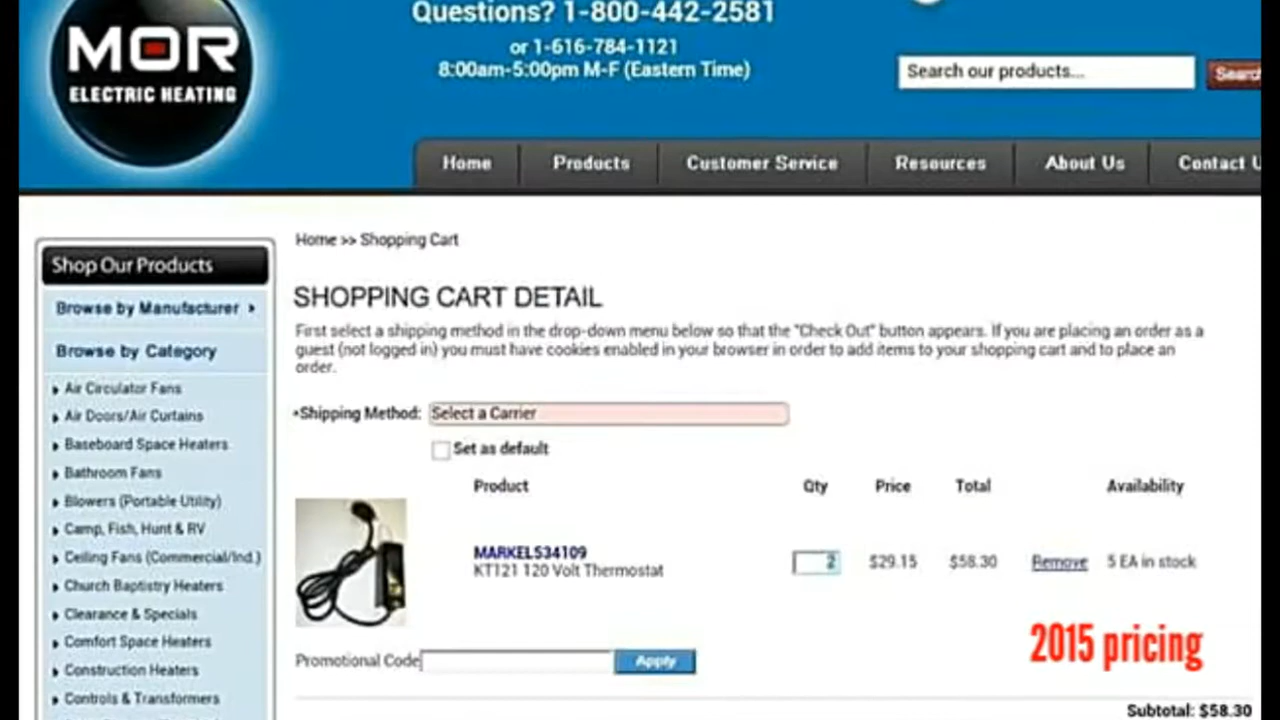 MOR
ELECTRIC HEATING
Questions? 1-800-442-2581
or 1-616-784-1121
8:00am-5:00pm M-F (Eastern Time)
Search our products...
Home Products Customer Service Resources About Us Contact
Shop Our Products
Browse by Manufacturer
Browse by Category
Air Circulator Fans
Air Doors/Air Curtains
Baseboard Space Heaters
Bathroom Fans
Blowers (Portable Utility)
Camp, Fish, Hunt & RV
Ceiling Fans (Commercial/Ind.)
Church Baptistry Heaters
Clearance & Specials
Comfort Space Heaters
Construction Heaters
Controls & Transformers
Home >> Shopping Cart
SHOPPING CART DETAIL
First select a shipping method in the drop-down menu below so that the "Check Out" button appears. If you are placing an order as a
guest (not logged in) you must have cookies enabled in your browser in order to add items to your shopping cart and to place an
order.
*Shipping Method: Select a Carrier
Set as default
Product Qty Price Total Availability
MARKEL534109 2 $29.15 $58.30 Remove 5 EA in stock
KT121 120 Volt Thermostat
2015 pricing
Promotional Code Apply
Subtotal: $58.30